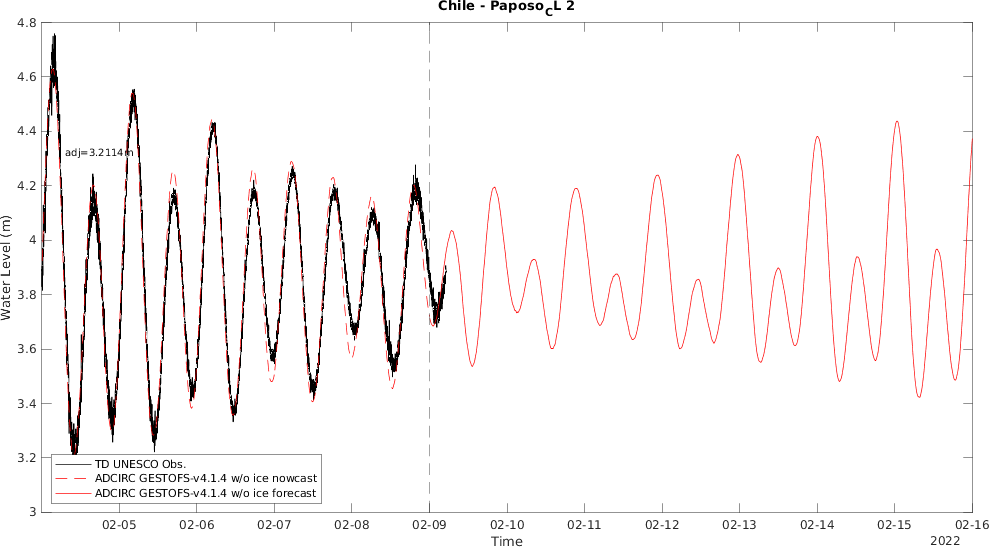 Chile - Paposo_CL 2
4.8
4.6
4.4
4.2
4
3.8
3.6
3.4
3.2
3
Water Level (m)
adj=3.2114m
TD UNESCO Obs.
ADCIRC GESTOFS-v4.1.4 w/o ice nowcast
ADCIRC GESTOFS-v4.1.4 w/o ice forecast
02-05 02-06 02-07 02-08 02-09 02-10 02-11 02-12 02-13 02-14 02-15 02-16
Time
2022